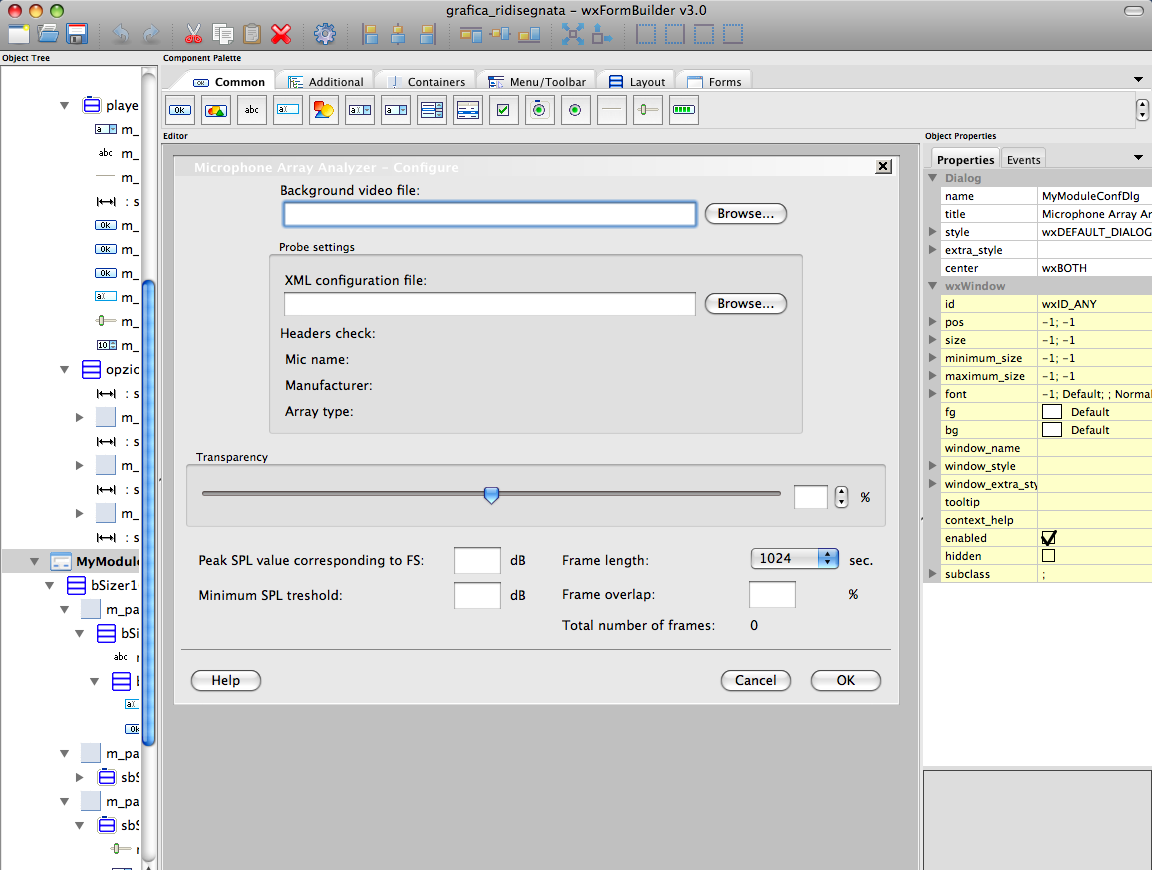 grafica_ridisegnata – wxFormBuilder v3.0
Object Tree
Component Palette
Common Additional Containers Menu/Toolbar Layout Forms
Editor
Object Properties
Properties Events
playe
m_
abc m_
m_
: s
Ok m_
Ok m_
Ok m_
m_
m_
10 m_
opzic
: s
m_
: s
m_
: s
m_
: s
MyModule
bSizer1
m_pa
bSi
abc
Ok
m_pa
sbS
m_pa
sbS
Microphone Array Analyzer – Configure
Background video file:
Browse...
Probe settings
XML configuration file:
Browse...
Headers check:
Mic name:
Manufacturer:
Array type:
Transparency
%
Peak SPL value corresponding to FS: dB Frame length: 1024 sec.
Minimum SPL treshold: dB Frame overlap: %
Total number of frames: 0
Help Cancel OK
Dialog
name MyModuleConfDlg
title Microphone Array Ar
style wxDEFAULT_DIALOG
extra_style
center wxBOTH
wxWindow
id wxID_ANY
pos -1; -1
size -1; -1
minimum_size -1; -1
maximum_size -1; -1
font -1; Default; ; Normal
fg Default
bg Default
window_name
window_style
window_extra_sty
tooltip
context_help
enabled
hidden
subclass ;